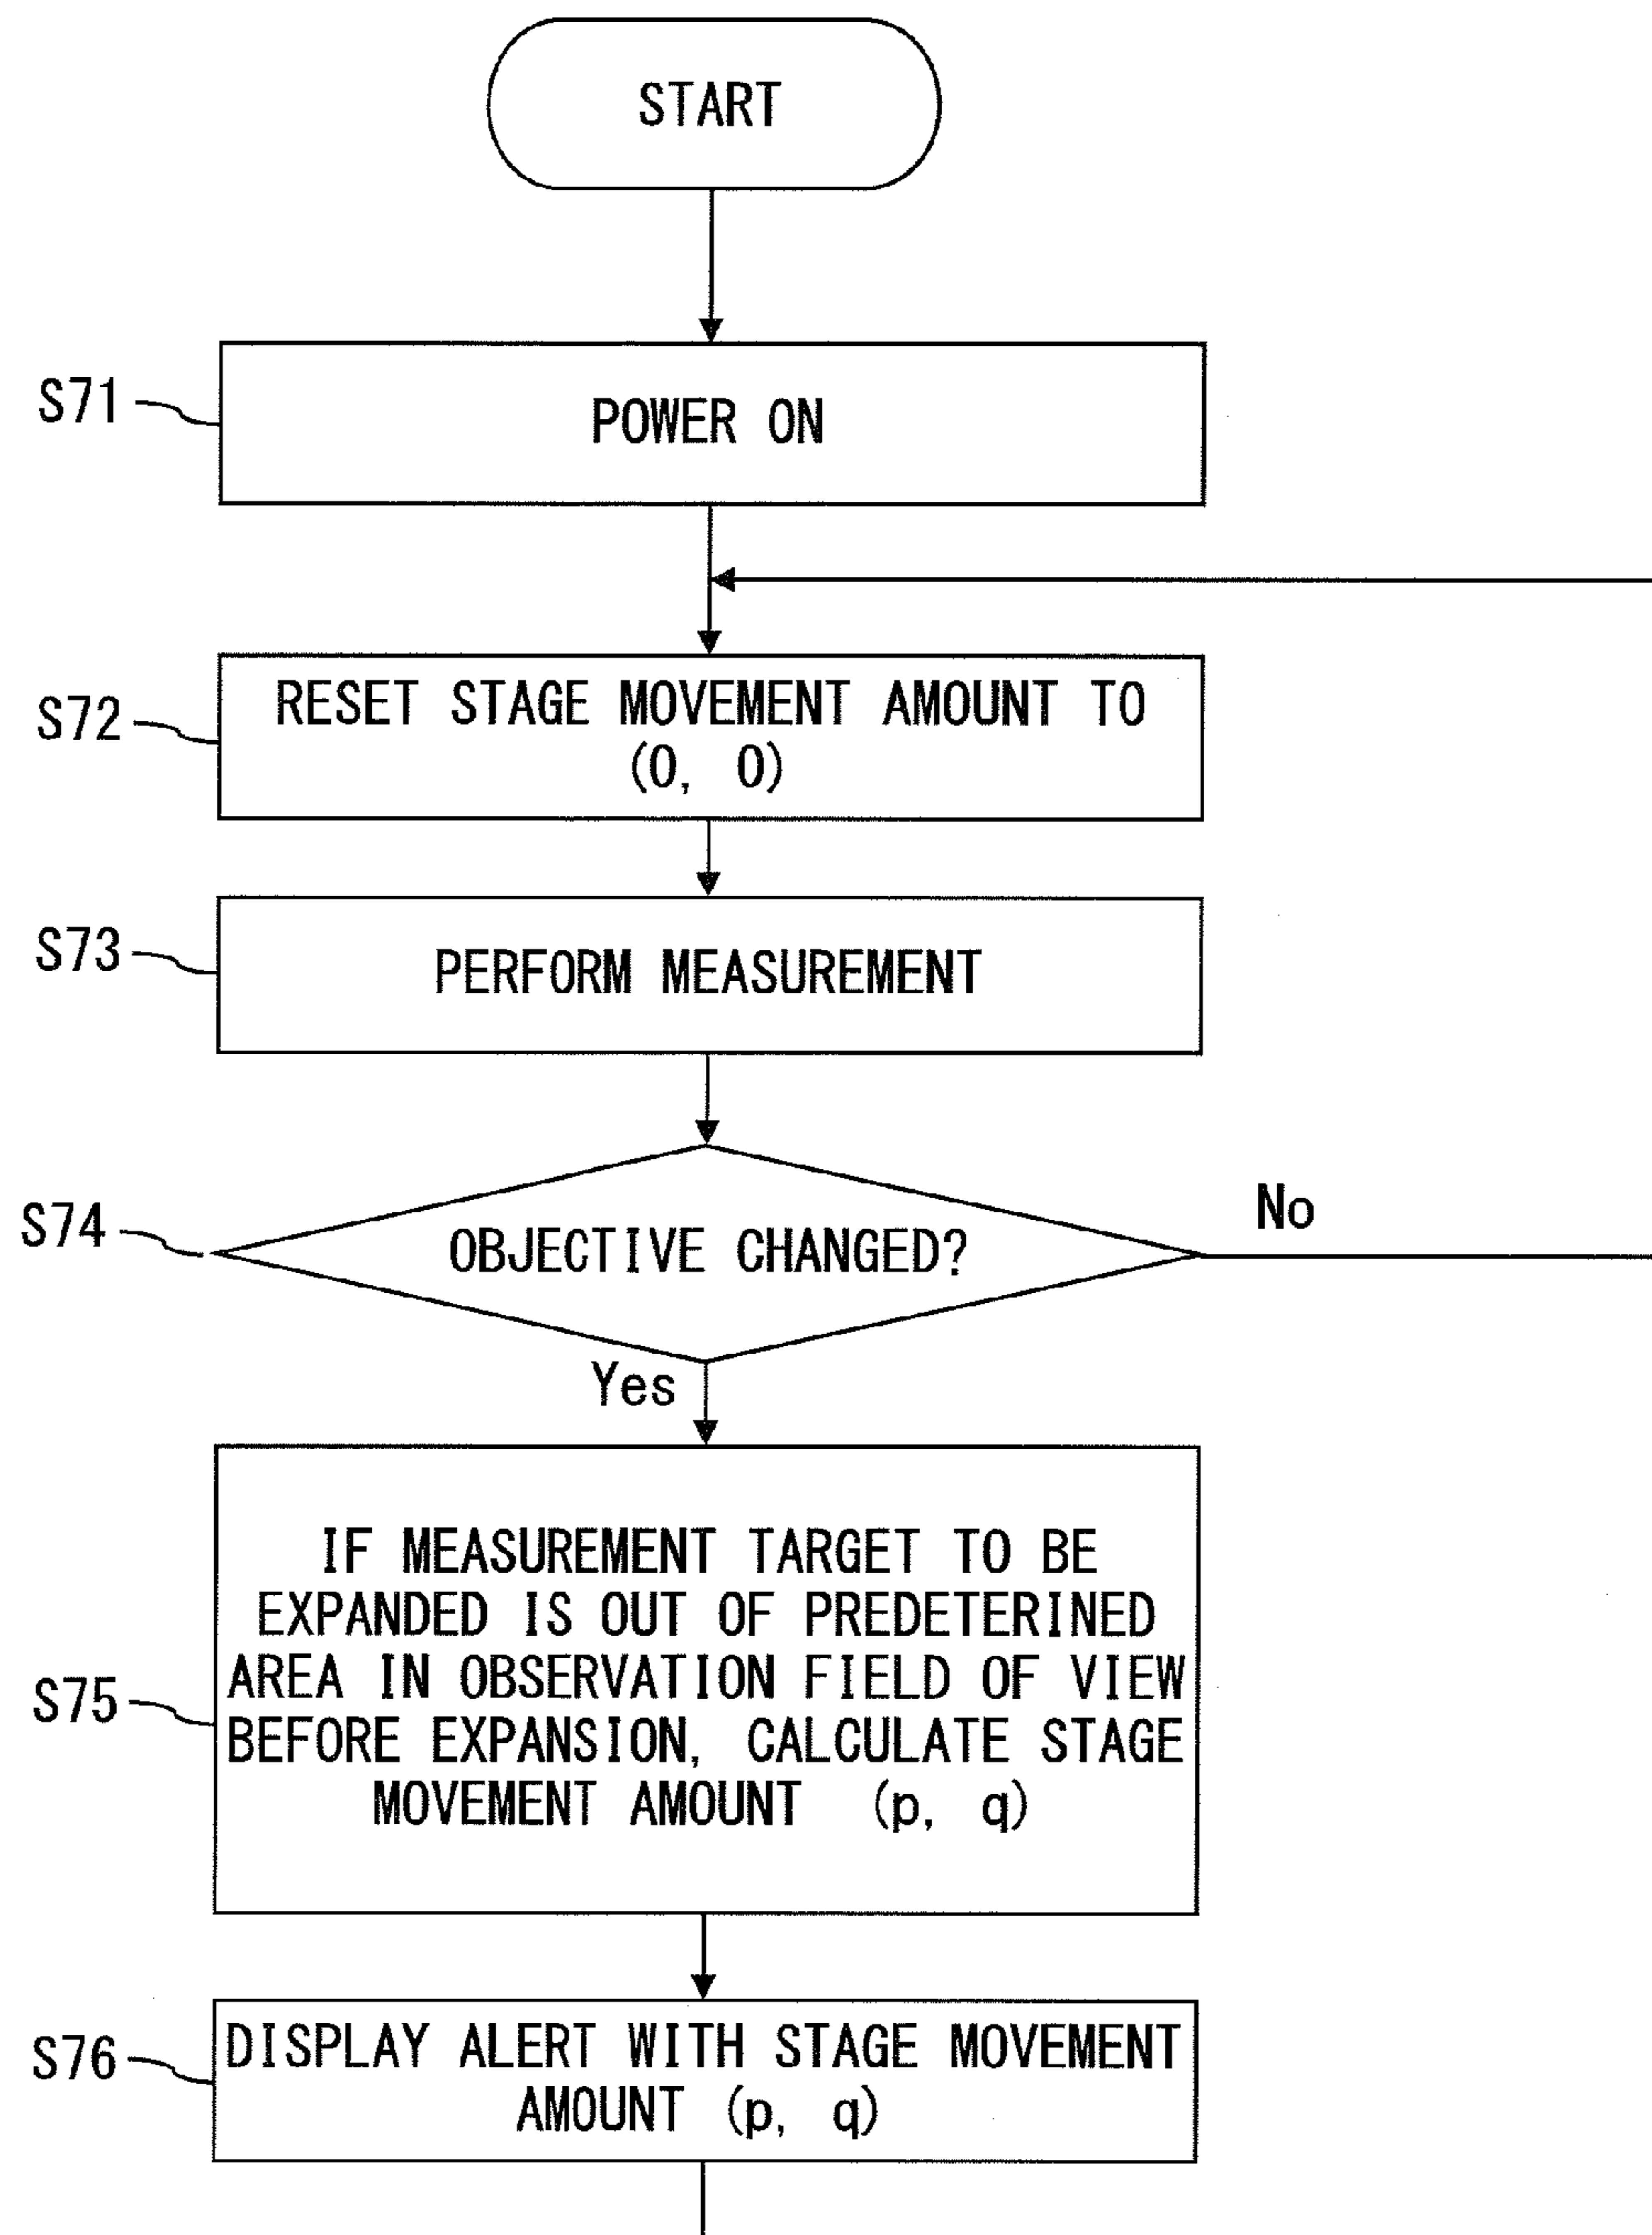 START
S71
POWER ON
S72
RESET STAGE MOVEMENT AMOUNT TO
(0, 0)
S73
PERFORM MEASUREMENT
S74
OBJECTIVE CHANGED?
No
Yes
S75
IF MEASUREMENT TARGET TO BE
EXPANDED IS OUT OF PREDETERINED
AREA IN OBSERVATION FIELD OF VIEW
BEFORE EXPANSION, CALCULATE STAGE
MOVEMENT AMOUNT (p, q)
S76
DISPLAY ALERT WITH STAGE MOVEMENT
AMOUNT (p, q)